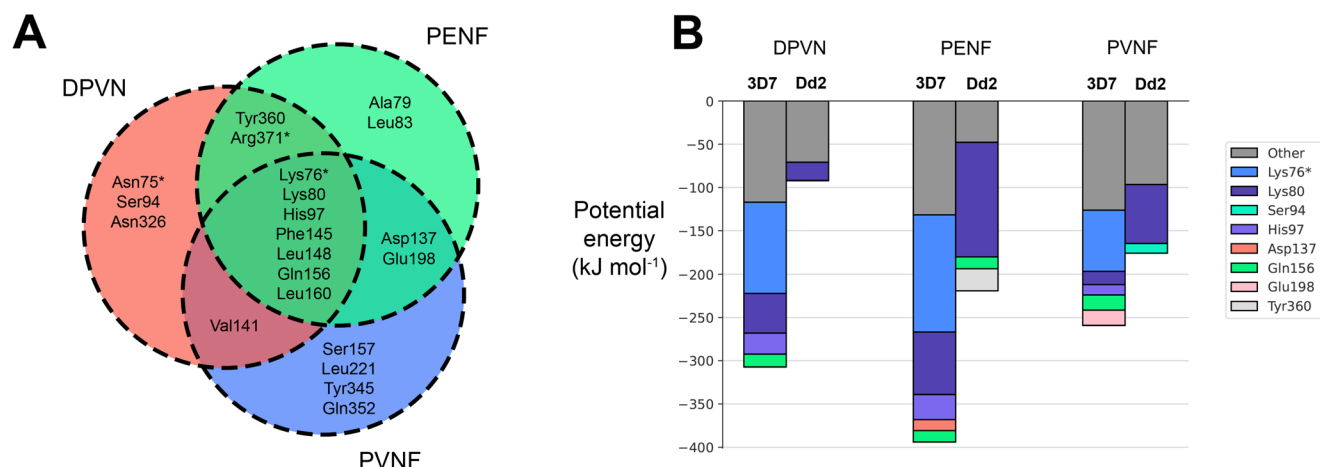 A
PENF
DPVN
Ala79
Leu83
Tyr360
Arg371*
Asn75*
Ser94
Asn326
Lys76*
Lys80
His97
Phe145
Leu148
Gln156
Leu160
Asp137
Glu198
Val141
Ser157
Leu221
Tyr345
Gln352
PVNF
B
DPVN PENF PVNF
3D7 Dd2 3D7 Dd2 3D7 Dd2
Potential
energy
(kJ mol⁻¹)
0
−50
−100
−150
−200
−250
−300
−350
−400
Other
Lys76*
Lys80
Ser94
His97
Asp137
Gln156
Glu198
Tyr360